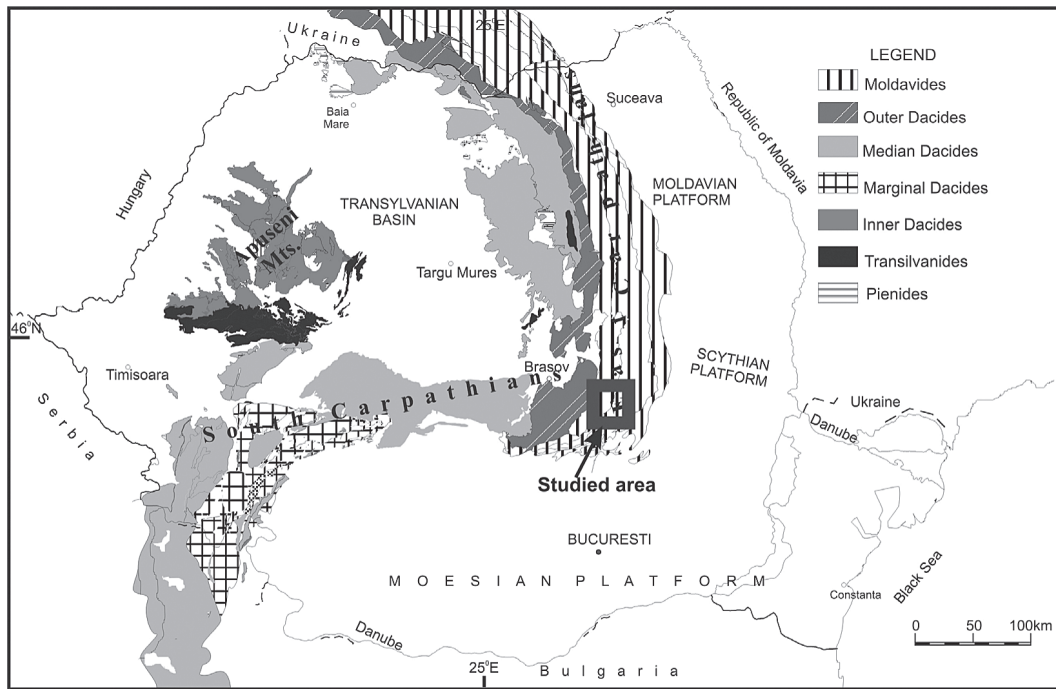 25°E
Ukraine
LEGEND
Moldavides
Outer Dacides
Median Dacides
Marginal Dacides
Inner Dacides
Transilvanides
Pienides
Baia
Mare
Suceava
Republic of Moldavia
Hungary
TRANSYLVANIAN
BASIN
MOLDAVIAN
PLATFORM
Apuseni
Mts.
Targu Mures
East Carpathians
46°N
Timisoara
Brasov
SCYTHIAN
PLATFORM
Serbia
South Carpathians
Ukraine
Danube
Studied area
BUCURESTI
MOESIAN PLATFORM
Black Sea
Constanta
0 50 100km
Danube
25°E
Bulgaria